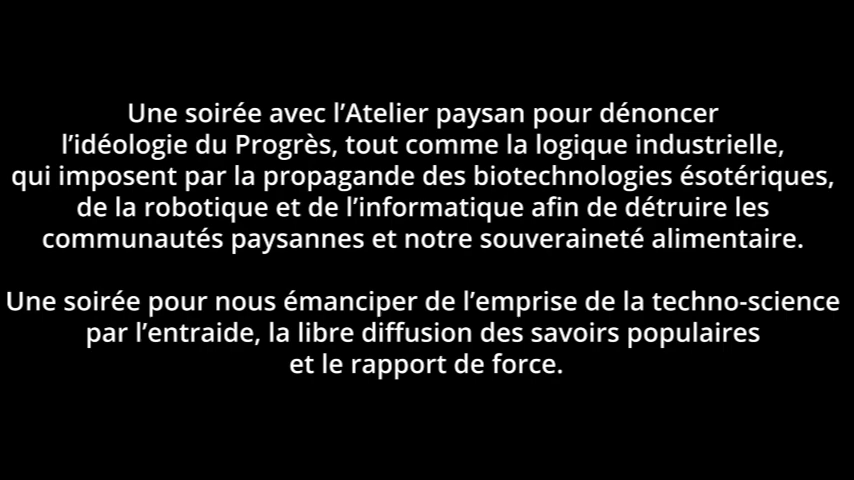 Une soirée avec l’Atelier paysan pour dénoncer
l’idéologie du Progrès, tout comme la logique industrielle,
qui imposent par la propagande des biotechnologies ésotériques,
de la robotique et de l’informatique afin de détruire les
communautés paysannes et notre souveraineté alimentaire.
Une soirée pour nous émanciper de l’emprise de la techno-science
par l’entraide, la libre diffusion des savoirs populaires
et le rapport de force.